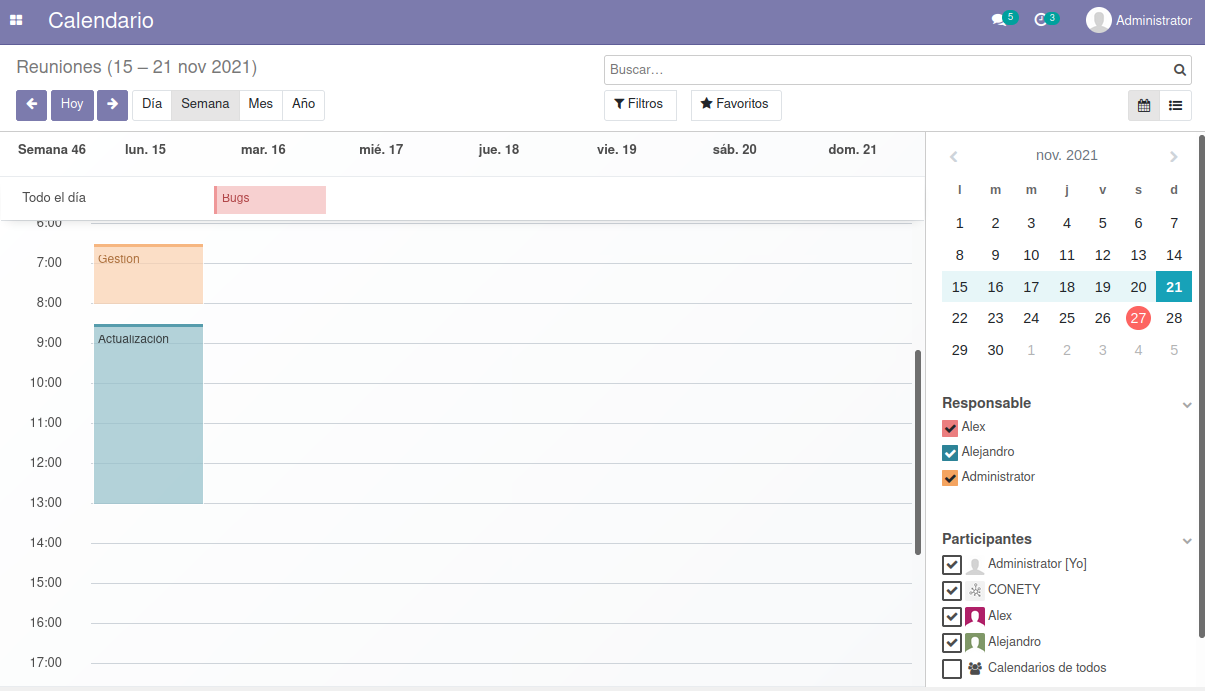 Calendario
5
3
Administrator
Reuniones (15 – 21 nov 2021)
Buscar...
Hoy
Día
Semana
Mes
Año
Filtros
Favoritos
Semana 46
lun. 15
mar. 16
mié. 17
jue. 18
vie. 19
sáb. 20
dom. 21
Todo el día
Bugs
6:00
7:00
8:00
9:00
10:00
11:00
12:00
13:00
14:00
15:00
16:00
17:00
Gestión
Actualización
nov. 2021
l m m j v s d
1 2 3 4 5 6 7
8 9 10 11 12 13 14
15 16 17 18 19 20 21
22 23 24 25 26 27 28
29 30 1 2 3 4 5
Responsable
Alex
Alejandro
Administrator
Participantes
Administrator [Yo]
CONETY
Alex
Alejandro
Calendarios de todos